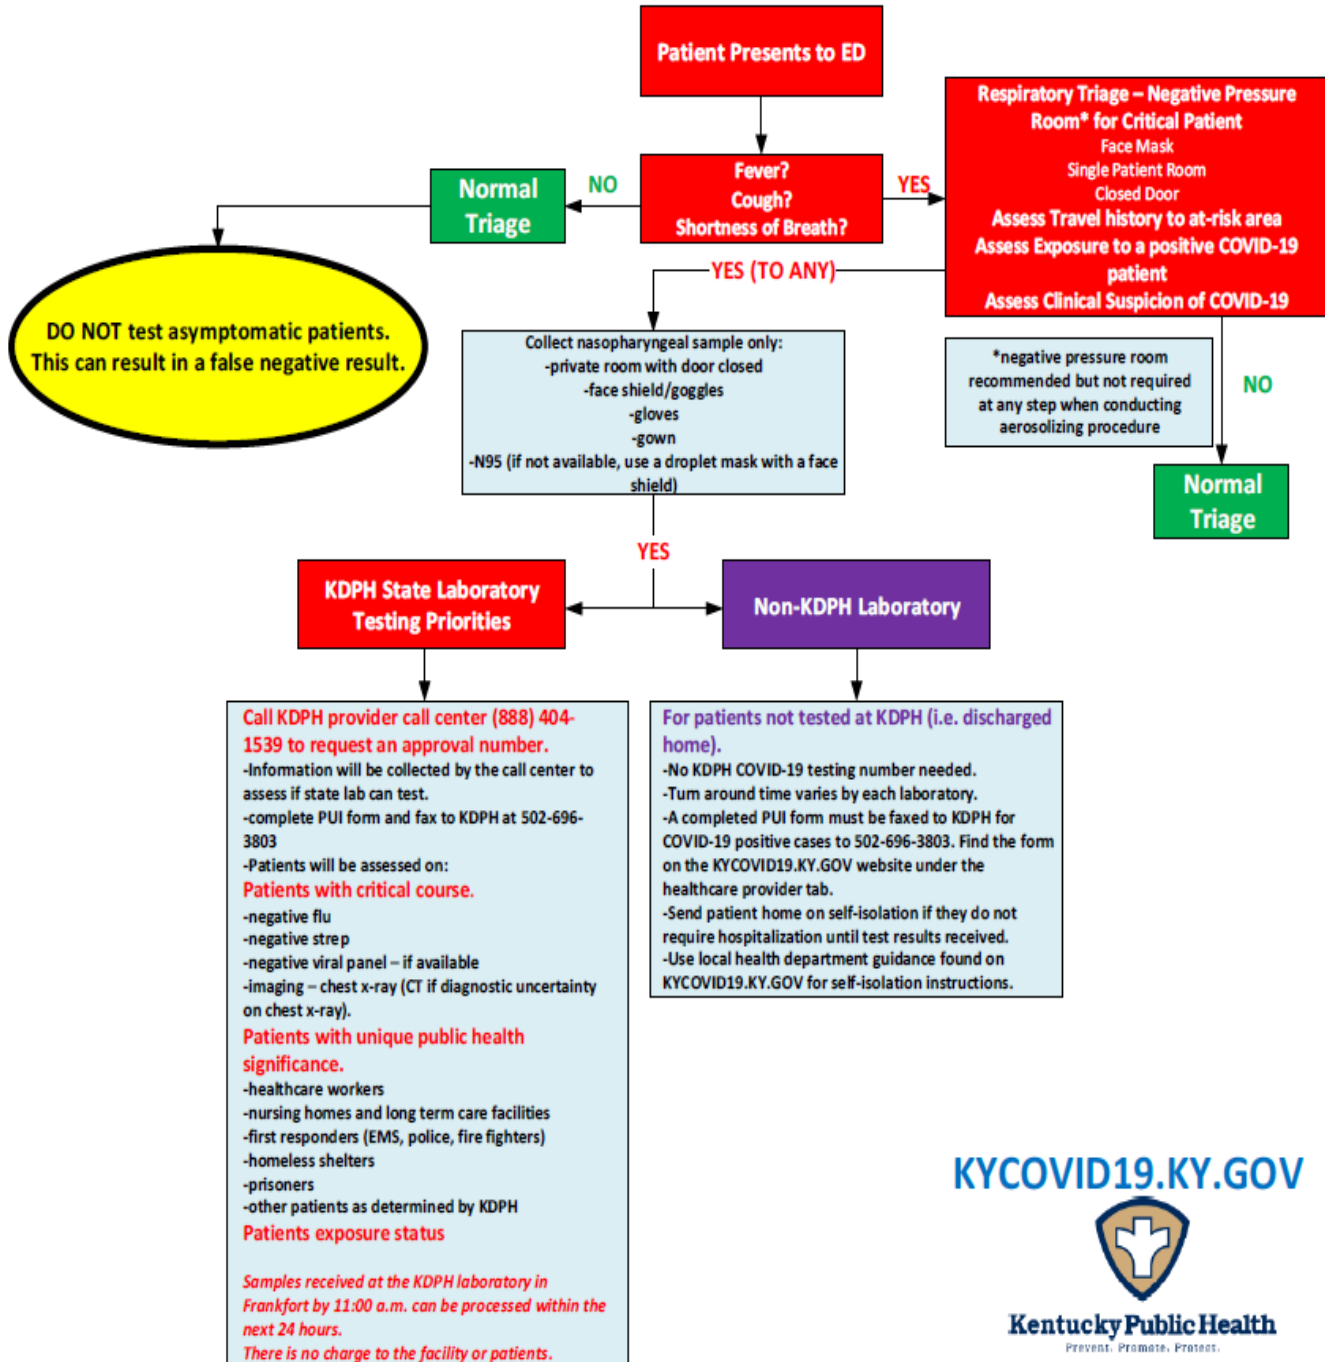 Patient Presents to ED
Fever?
Cough?
Shortness of Breath?
NO
YES
Normal
Triage
Respiratory Triage – Negative Pressure
Room* for Critical Patient
Face Mask
Single Patient Room
Closed Door
Assess Travel history to at-risk area
Assess Exposure to a positive COVID-19
patient
Assess Clinical Suspicion of COVID-19
DO NOT test asymptomatic patients.
This can result in a false negative result.
YES (TO ANY)
Collect nasopharyngeal sample only:
-private room with door closed
-face shield/goggles
-gloves
-gown
-N95 (if not available, use a droplet mask with a face
shield)
*negative pressure room
recommended but not required
at any step when conducting
aerosolizing procedure
NO
Normal
Triage
YES
KDPH State Laboratory
Testing Priorities
Non-KDPH Laboratory
Call KDPH provider call center (888) 404-
1539 to request an approval number.
-Information will be collected by the call center to
assess if state lab can test.
-complete PUI form and fax to KDPH at 502-696-
3803
-Patients will be assessed on:
Patients with critical course.
-negative flu
-negative strep
-negative viral panel – if available
-imaging – chest x-ray (CT if diagnostic uncertainty
on chest x-ray).
Patients with unique public health
significance.
-healthcare workers
-nursing homes and long term care facilities
-first responders (EMS, police, fire fighters)
-homeless shelters
-prisoners
-other patients as determined by KDPH
Patients exposure status
Samples received at the KDPH laboratory in
Frankfort by 11:00 a.m. can be processed within the
next 24 hours.
There is no charge to the facility or patients.
For patients not tested at KDPH (i.e. discharged
home).
-No KDPH COVID-19 testing number needed.
-Turn around time varies by each laboratory.
-A completed PUI form must be faxed to KDPH for
COVID-19 positive cases to 502-696-3803. Find the form
on the KYCOVID19.KY.GOV website under the
healthcare provider tab.
-Send patient home on self-isolation if they do not
require hospitalization until test results received.
-Use local health department guidance found on
KYCOVID19.KY.GOV for self-isolation instructions.
KYCOVID19.KY.GOV
Kentucky Public Health
Prevent. Promote. Protect.